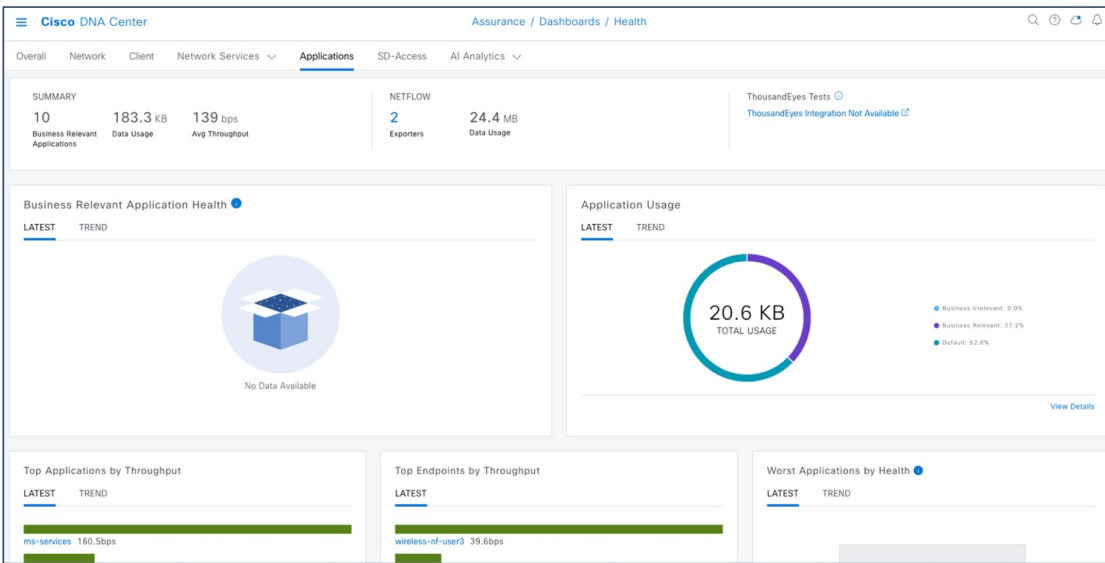 Cisco DNA Center
Assurance / Dashboards / Health
Overall Network Client Network Services Applications SD-Access AI Analytics
SUMMARY
10 183.3 KB 139 bps
Business Relevant Applications Data Usage Avg Throughput
NETFLOW
2 24.4 MB
Exporters Data Usage
ThousandEyes Tests
ThousandEyes Integration Not Available
Business Relevant Application Health
LATEST TREND
No Data Available
Application Usage
LATEST TREND
20.6 KB
TOTAL USAGE
Business Irrelevant: 0.0%
Business Relevant: 37.2%
Default: 62.8%
View Details
Top Applications by Throughput
LATEST TREND
ms-services 160.5bps
Top Endpoints by Throughput
LATEST
wireless-nf-user3 39.6bps
Worst Applications by Health
LATEST TREND